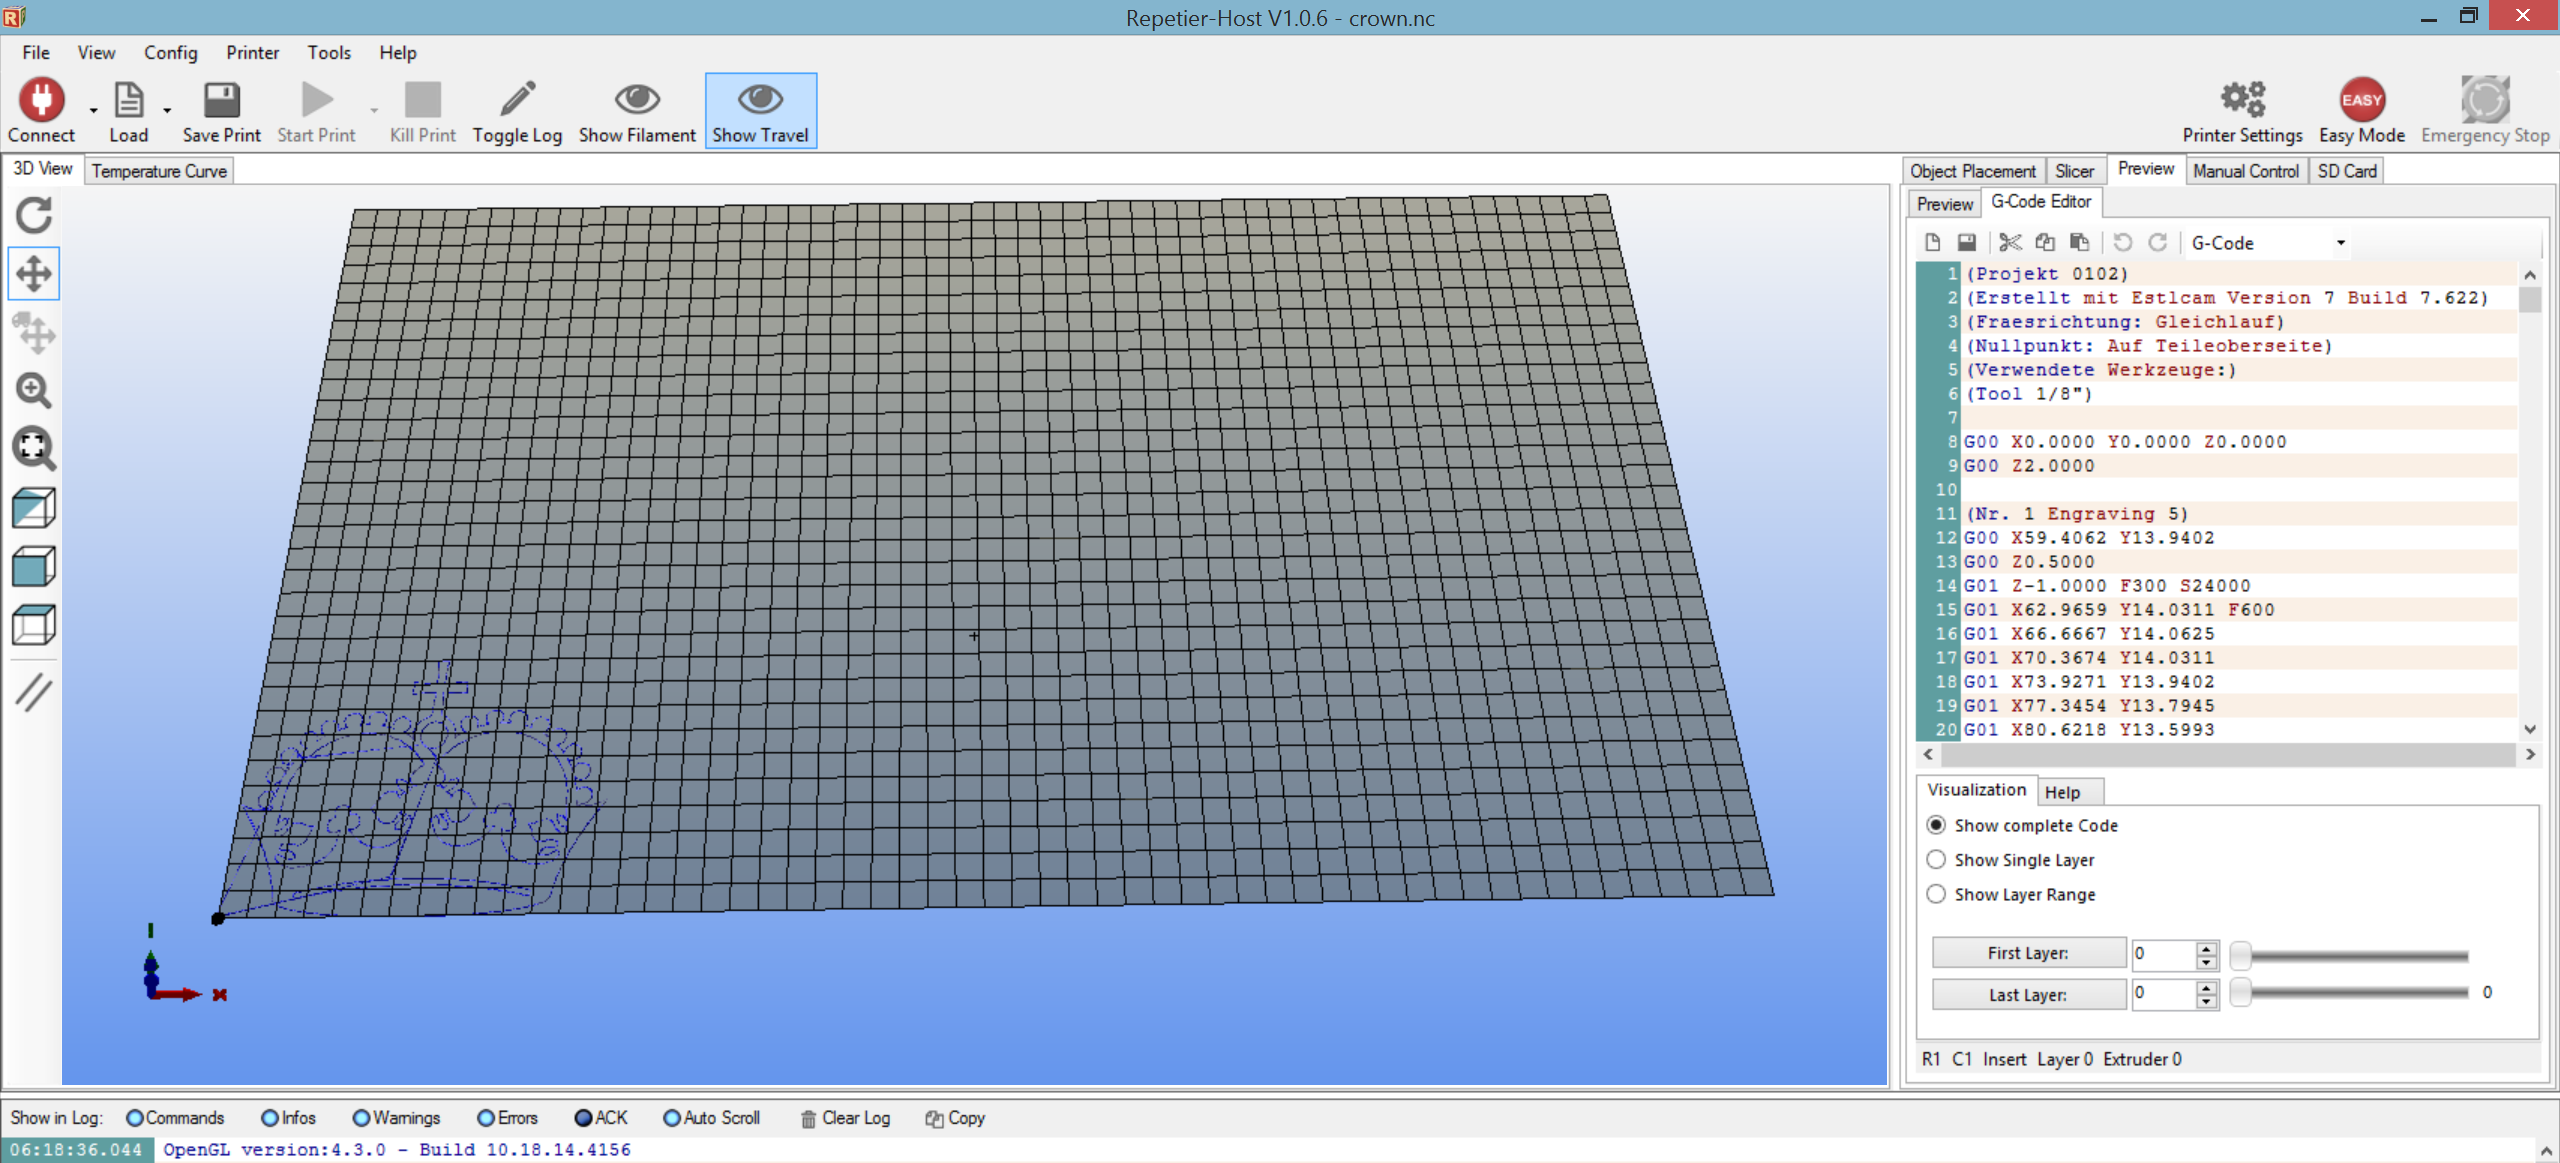 Repetier-Host V1.0.6 - crown.nc
File View Config Printer Tools Help
Connect Load Save Print Start Print Kill Print Toggle Log Show Filament Show Travel EASY Printer Settings Easy Mode Emergency Stop
3D View Temperature Curve
Object Placement Slicer Preview Manual Control SD Card
Preview G-Code Editor
G-Code
1 (Projekt 0102)
2 (Erstellt mit Estlcam Version 7 Build 7.622)
3 (Fraesrichtung: Gleichlauf)
4 (Nullpunkt: Auf Teileoberseite)
5 (Verwendete Werkzeuge:)
6 (Tool 1/8")
7
8 G00 X0.0000 Y0.0000 Z0.0000
9 G00 Z2.0000
10
11 (Nr. 1 Engraving 5)
12 G00 X59.4062 Y13.9402
13 G00 Z0.5000
14 G01 Z-1.0000 F300 S24000
15 G01 X62.9659 Y14.0311 F600
16 G01 X66.6667 Y14.0625
17 G01 X70.3674 Y14.0311
18 G01 X73.9271 Y13.9402
19 G01 X77.3454 Y13.7945
20 G01 X80.6218 Y13.5993
Visualization Help
Show complete Code
Show Single Layer
Show Layer Range
First Layer: 0
Last Layer: 0 0
R1 C1 Insert Layer 0 Extruder 0
x
Show in Log: Commands Infos Warnings Errors ACK Auto Scroll Clear Log Copy
06:18:36.044 OpenGL version:4.3.0 - Build 10.18.14.4156